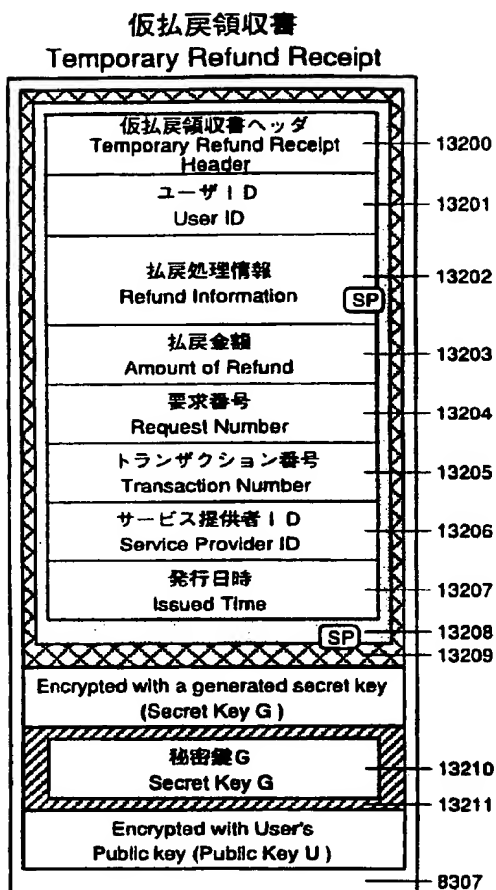 仮払戻領収書
Temporary Refund Receipt
仮払戻領収書ヘッダ
Temporary Refund Receipt
Header
13200
ユーザID
User ID
13201
払戻処理情報
Refund Information
SP
13202
払戻金額
Amount of Refund
13203
要求番号
Request Number
13204
トランザクション番号
Transaction Number
13205
サービス提供者ID
Service Provider ID
13206
発行日時
Issued Time
13207
SP
13208
13209
Encrypted with a generated secret key
(Secret Key G )
秘密鍵G
Secret Key G
13210
13211
Encrypted with User's
Public key (Public Key U )
8307